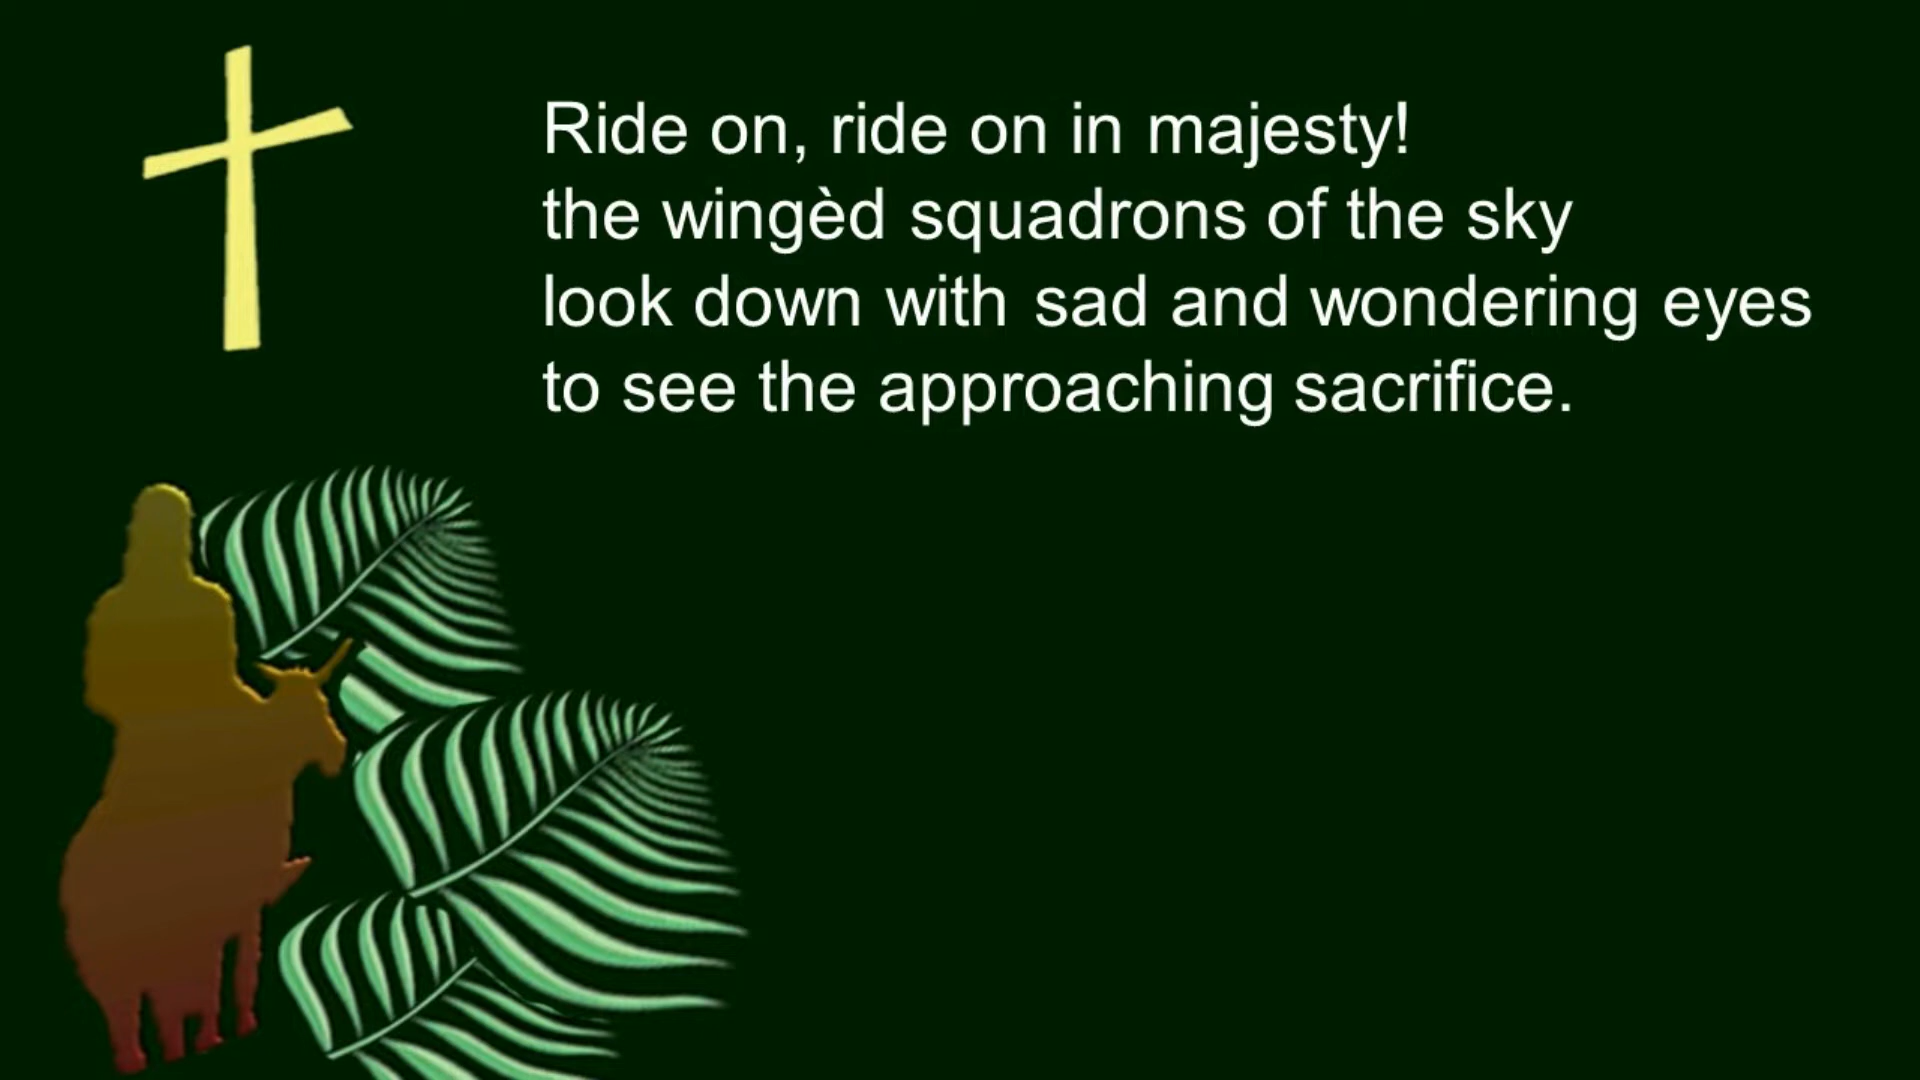 Ride on, ride on in majesty!
the wingèd squadrons of the sky
look down with sad and wondering eyes
to see the approaching sacrifice.